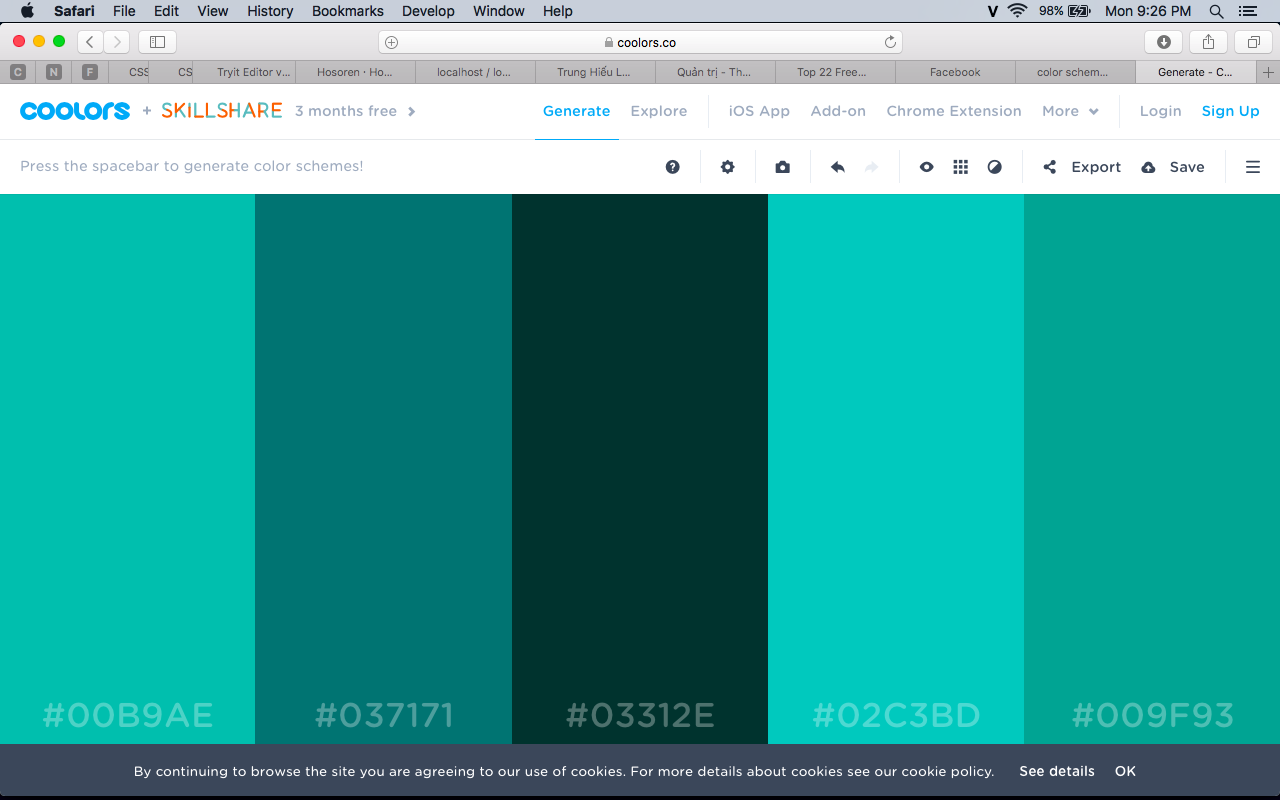 Safari File Edit View History Bookmarks Develop Window Help V 98% Mon 9:26 PM
coolors.co
C N F CSS CS Tryit Editor v... Hosoren · Ho... localhost / lo... Trung Hiếu L... Quản trị - Th... Top 22 Free... Facebook color schem... Generate - C...
coolors + SKILLSHARE 3 months free Generate Explore iOS App Add-on Chrome Extension More Login Sign Up
Press the spacebar to generate color schemes! Export Save
#00B9AE #037171 #03312E #02C3BD #009F93
By continuing to browse the site you are agreeing to our use of cookies. For more details about cookies see our cookie policy. See details OK